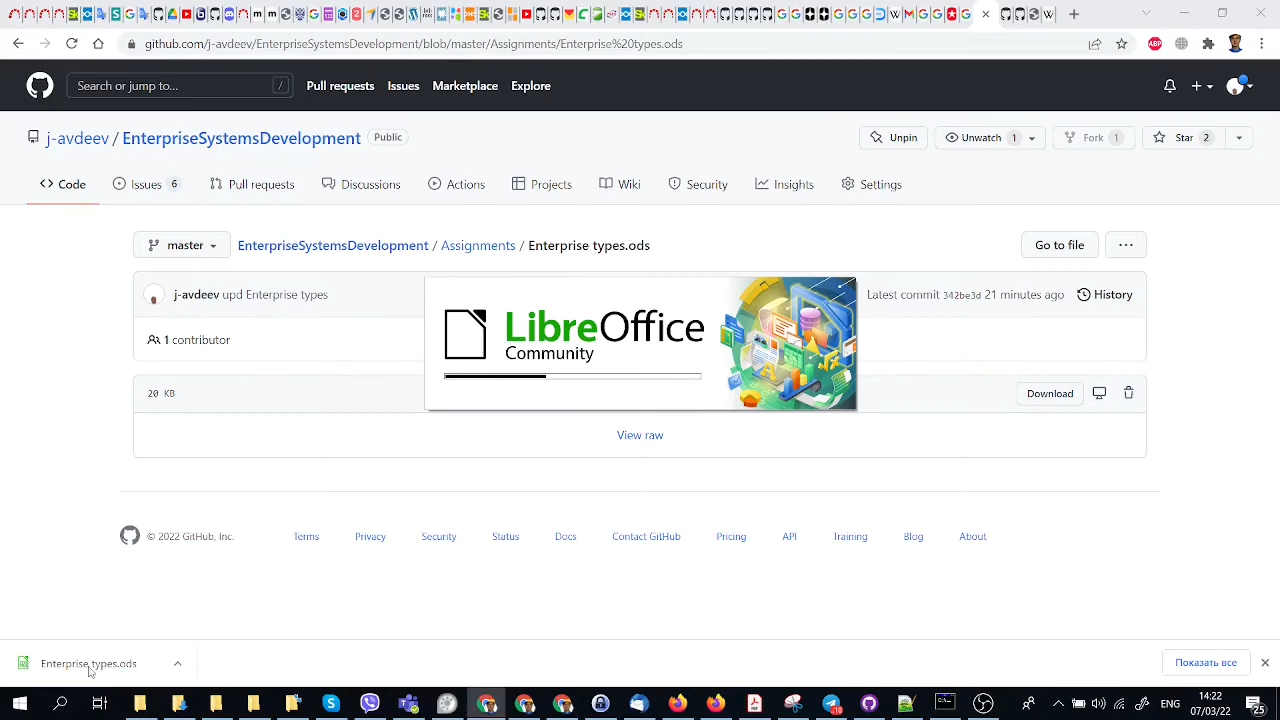 github.com/j-avdeev/EnterpriseSystemsDevelopment/blob/master/Assignments/Enterprise%20types.ods
ABP
Search or jump to...
/
Pull requests
Issues
Marketplace
Explore
j-avdeev / EnterpriseSystemsDevelopment
Public
Unpin
Unwatch 1
Fork 1
Star 2
Code
Issues 6
Pull requests
Discussions
Actions
Projects
Wiki
Security
Insights
Settings
master
EnterpriseSystemsDevelopment / Assignments / Enterprise types.ods
Go to file
...
j-avdeev upd Enterprise types
Latest commit 342be3d 21 minutes ago
History
LibreOffice
Community
1 contributor
20 KB
Download
View raw
© 2022 GitHub, Inc.
Terms
Privacy
Security
Status
Docs
Contact GitHub
Pricing
API
Training
Blog
About
Enterprise types.ods
Показать все
ENG
14:22
07/03/22
25